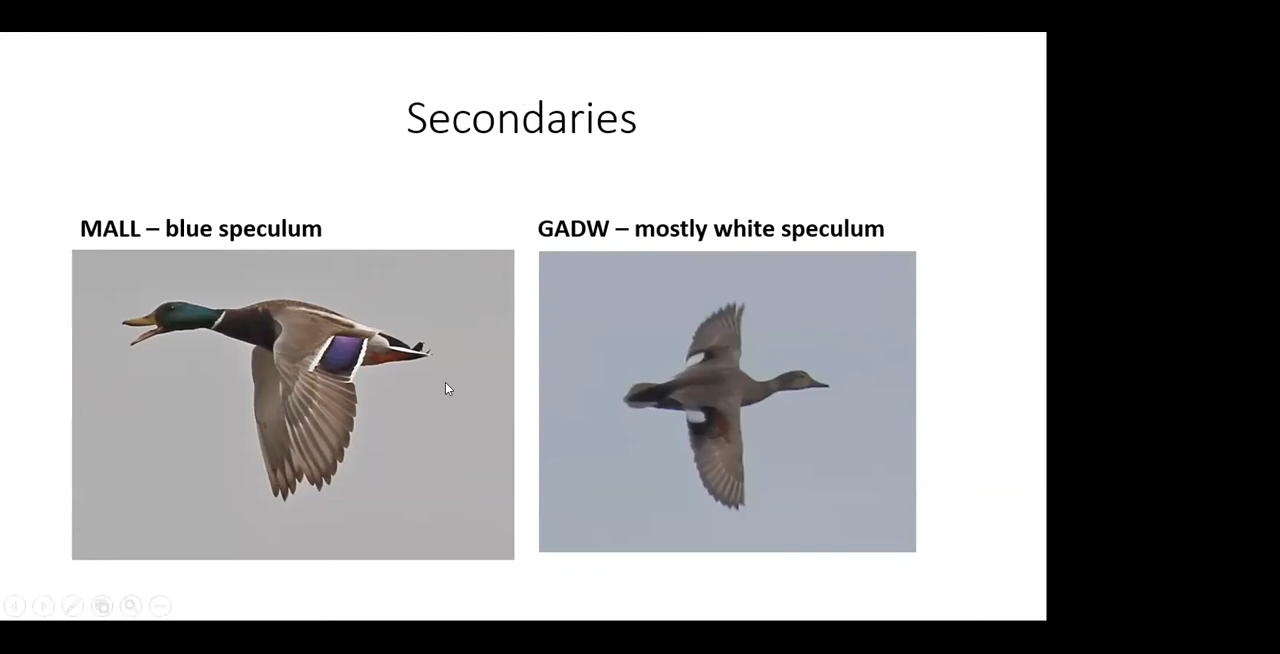 Secondaries
MALL – blue speculum
GADW – mostly white speculum